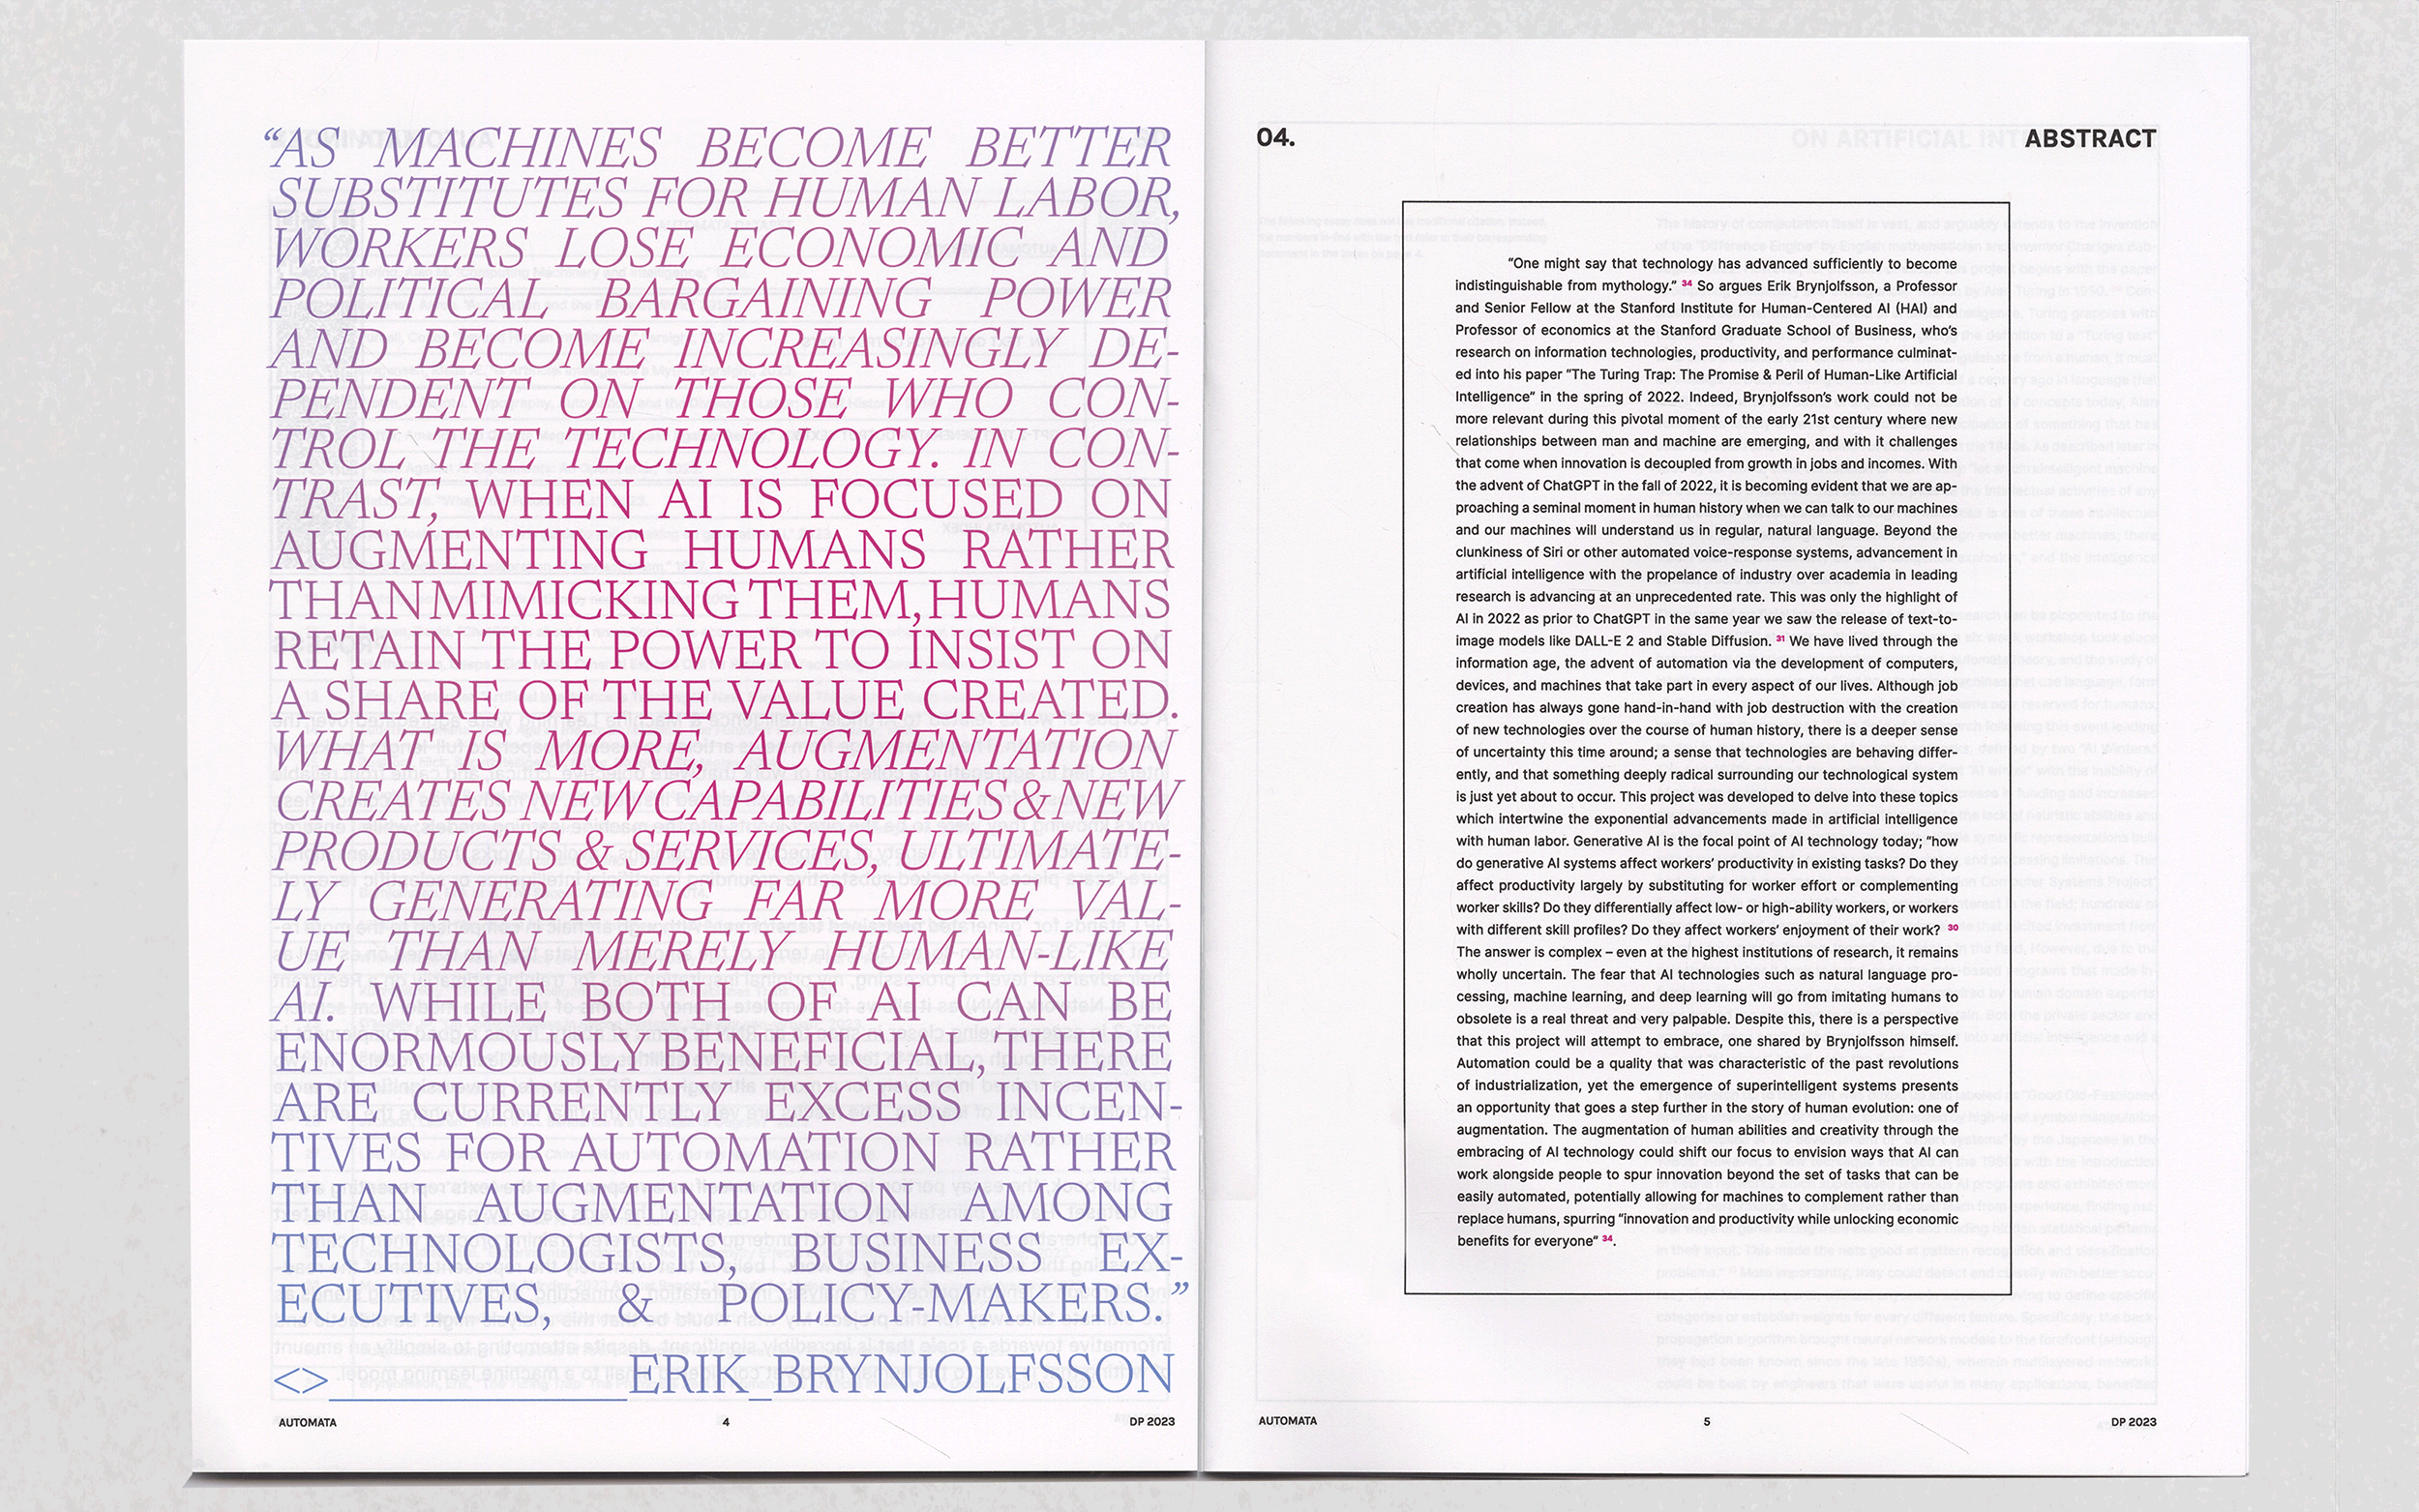 “AS MACHINES BECOME BETTER
SUBSTITUTES FOR HUMAN LABOR,
WORKERS LOSE ECONOMIC AND
POLITICAL BARGAINING POWER
AND BECOME INCREASINGLY DE-
PENDENT ON THOSE WHO CON-
TROL THE TECHNOLOGY. IN CON-
TRAST, WHEN AI IS FOCUSED ON
AUGMENTING HUMANS RATHER
THAN MIMICKING THEM, HUMANS
RETAIN THE POWER TO INSIST ON
A SHARE OF THE VALUE CREATED.
WHAT IS MORE, AUGMENTATION
CREATES NEW CAPABILITIES & NEW
PRODUCTS & SERVICES, ULTIMATE-
LY GENERATING FAR MORE VAL-
UE THAN MERELY HUMAN-LIKE
AI. WHILE BOTH OF AI CAN BE
ENORMOUSLY BENEFICIAL, THERE
ARE CURRENTLY EXCESS INCEN-
TIVES FOR AUTOMATION RATHER
THAN AUGMENTATION AMONG
TECHNOLOGISTS, BUSINESS EX-
ECUTIVES, & POLICY-MAKERS.”
<>____________ERIK_BRYNJOLFSSON
AUTOMATA 4 DP 2023
04. ABSTRACT
“One might say that technology has advanced sufficiently to become
indistinguishable from mythology.” 34 So argues Erik Brynjolfsson, a Professor
and Senior Fellow at the Stanford Institute for Human-Centered AI (HAI) and
Professor of economics at the Stanford Graduate School of Business, who’s
research on information technologies, productivity, and performance culminat-
ed into his paper “The Turing Trap: The Promise & Peril of Human-Like Artificial
Intelligence” in the spring of 2022. Indeed, Brynjolfsson’s work could not be
more relevant during this pivotal moment of the early 21st century where new
relationships between man and machine are emerging, and with it challenges
that come when innovation is decoupled from growth in jobs and incomes. With
the advent of ChatGPT in the fall of 2022, it is becoming evident that we are ap-
proaching a seminal moment in human history when we can talk to our machines
and our machines will understand us in regular, natural language. Beyond the
clunkiness of Siri or other automated voice-response systems, advancement in
artificial intelligence with the propelance of industry over academia in leading
research is advancing at an unprecedented rate. This was only the highlight of
AI in 2022 as prior to ChatGPT in the same year we saw the release of text-to-
image models like DALL-E 2 and Stable Diffusion. 31 We have lived through the
information age, the advent of automation via the development of computers,
devices, and machines that take part in every aspect of our lives. Although job
creation has always gone hand-in-hand with job destruction with the creation
of new technologies over the course of human history, there is a deeper sense
of uncertainty this time around; a sense that technologies are behaving differ-
ently, and that something deeply radical surrounding our technological system
is just yet about to occur. This project was developed to delve into these topics
which intertwine the exponential advancements made in artificial intelligence
with human labor. Generative AI is the focal point of AI technology today; “how
do generative AI systems affect workers’ productivity in existing tasks? Do they
affect productivity largely by substituting for worker effort or complementing
worker skills? Do they differentially affect low- or high-ability workers, or workers
with different skill profiles? Do they affect workers’ enjoyment of their work? 30
The answer is complex – even at the highest institutions of research, it remains
wholly uncertain. The fear that AI technologies such as natural language pro-
cessing, machine learning, and deep learning will go from imitating humans to
obsolete is a real threat and very palpable. Despite this, there is a perspective
that this project will attempt to embrace, one shared by Brynjolfsson himself.
Automation could be a quality that was characteristic of the past revolutions
of industrialization, yet the emergence of superintelligent systems presents
an opportunity that goes a step further in the story of human evolution: one of
augmentation. The augmentation of human abilities and creativity through the
embracing of AI technology could shift our focus to envision ways that AI can
work alongside people to spur innovation beyond the set of tasks that can be
easily automated, potentially allowing for machines to complement rather than
replace humans, spurring “innovation and productivity while unlocking economic
benefits for everyone” 34.
AUTOMATA 5 DP 2023